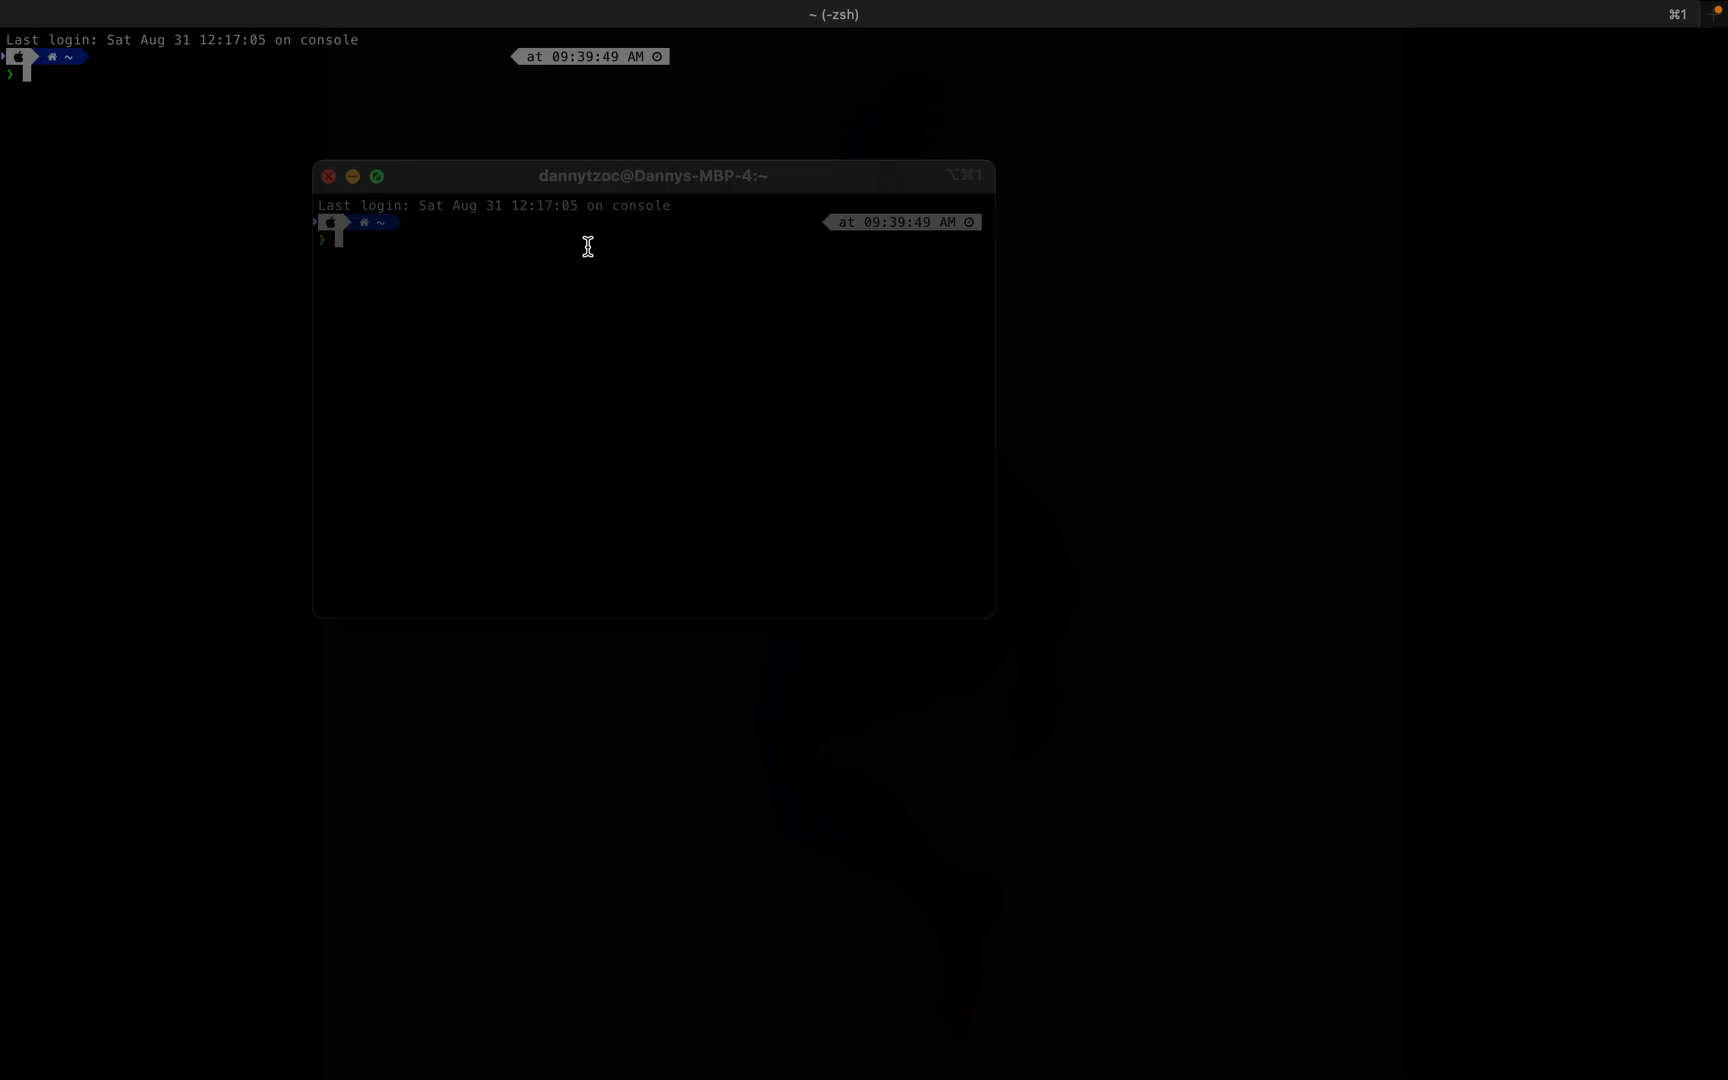 ~ (-zsh)
⌘1
Last login: Sat Aug 31 12:17:05 on console
~
at 09:39:49 AM
❯
dannytzoc@Dannys-MBP-4:~
⌥⌘1
Last login: Sat Aug 31 12:17:05 on console
~
at 09:39:49 AM
❯